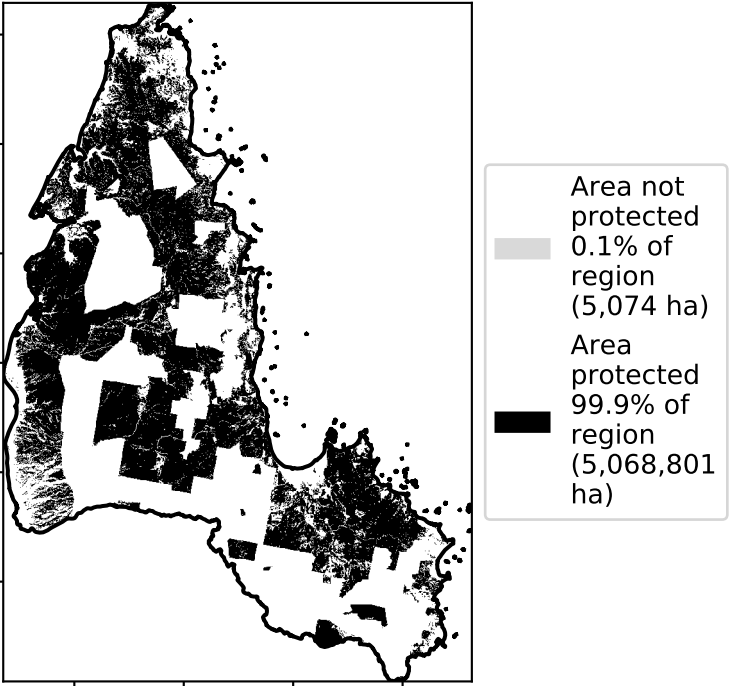 Area not
protected
0.1% of
region
(5,074 ha)
Area
protected
99.9% of
region
(5,068,801
ha)